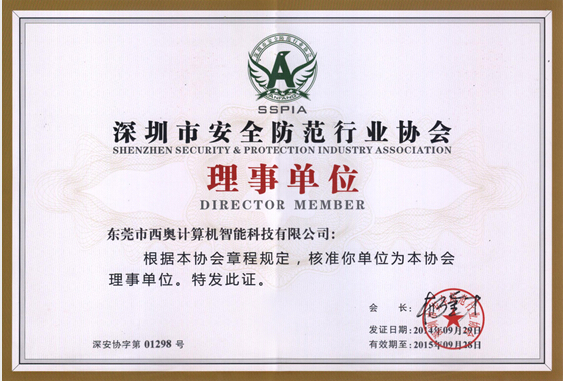 SSPIA
深圳市安全防范行业协会
SHENZHEN SECURITY & PROTECTION INDUSTRY ASSOCIATION
理事单位
DIRECTOR MEMBER
东莞市西奥计算机智能科技有限公司：
根据本协会章程规定，核准你单位为本协会
理事单位。特发此证。
会 长：
发证日期：2014年09月29日
深安协字第 01298 号
有效期至：2015年09月28日